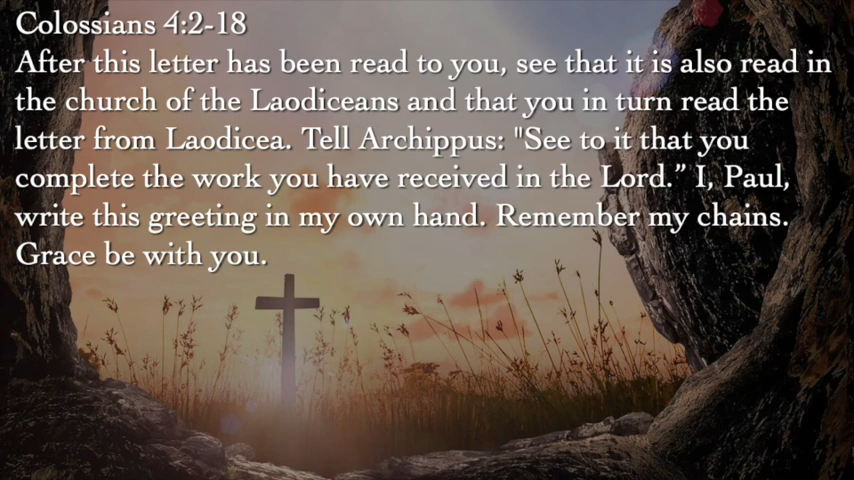 Colossians 4:2-18
After this letter has been read to you, see that it is also read in
the church of the Laodiceans and that you in turn read the
letter from Laodicea. Tell Archippus: "See to it that you
complete the work you have received in the Lord.” I, Paul,
write this greeting in my own hand. Remember my chains.
Grace be with you.